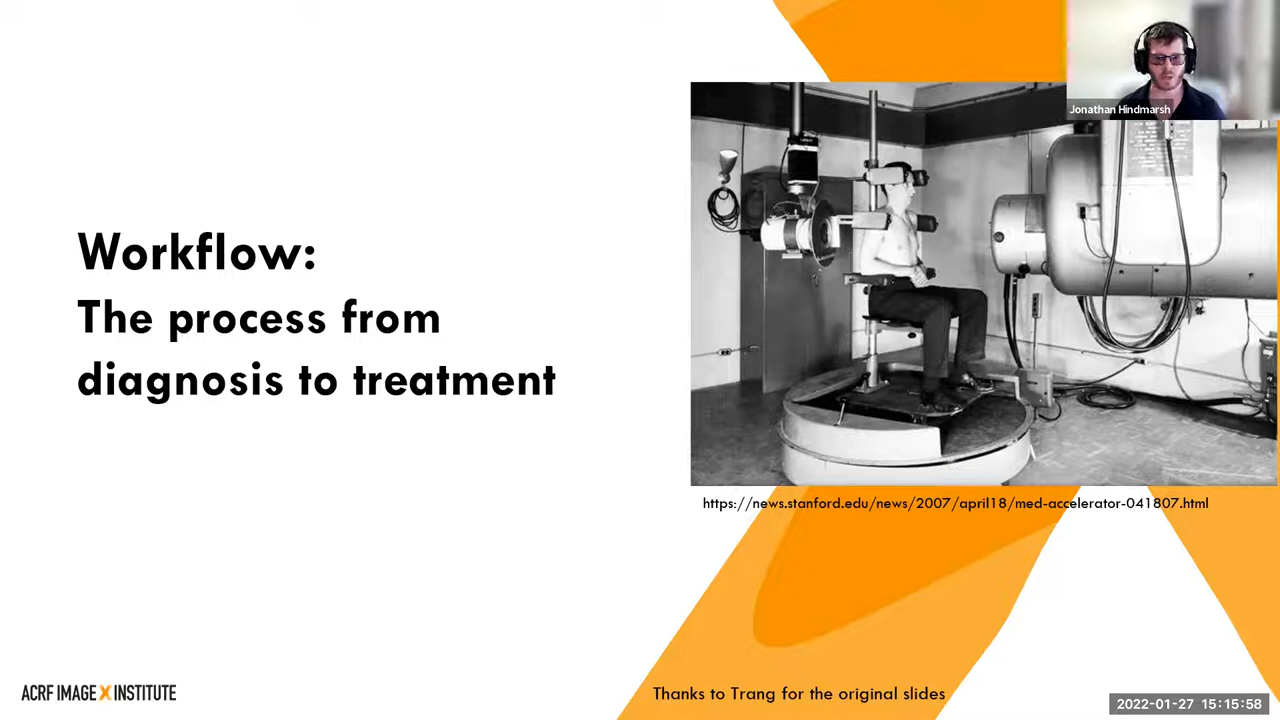 Jonathan Hindmarsh
Workflow:
The process from
diagnosis to treatment
https://news.stanford.edu/news/2007/april18/med-accelerator-041807.html
ACRF IMAGE X INSTITUTE
Thanks to Trang for the original slides
2022-01-27 15:15:58